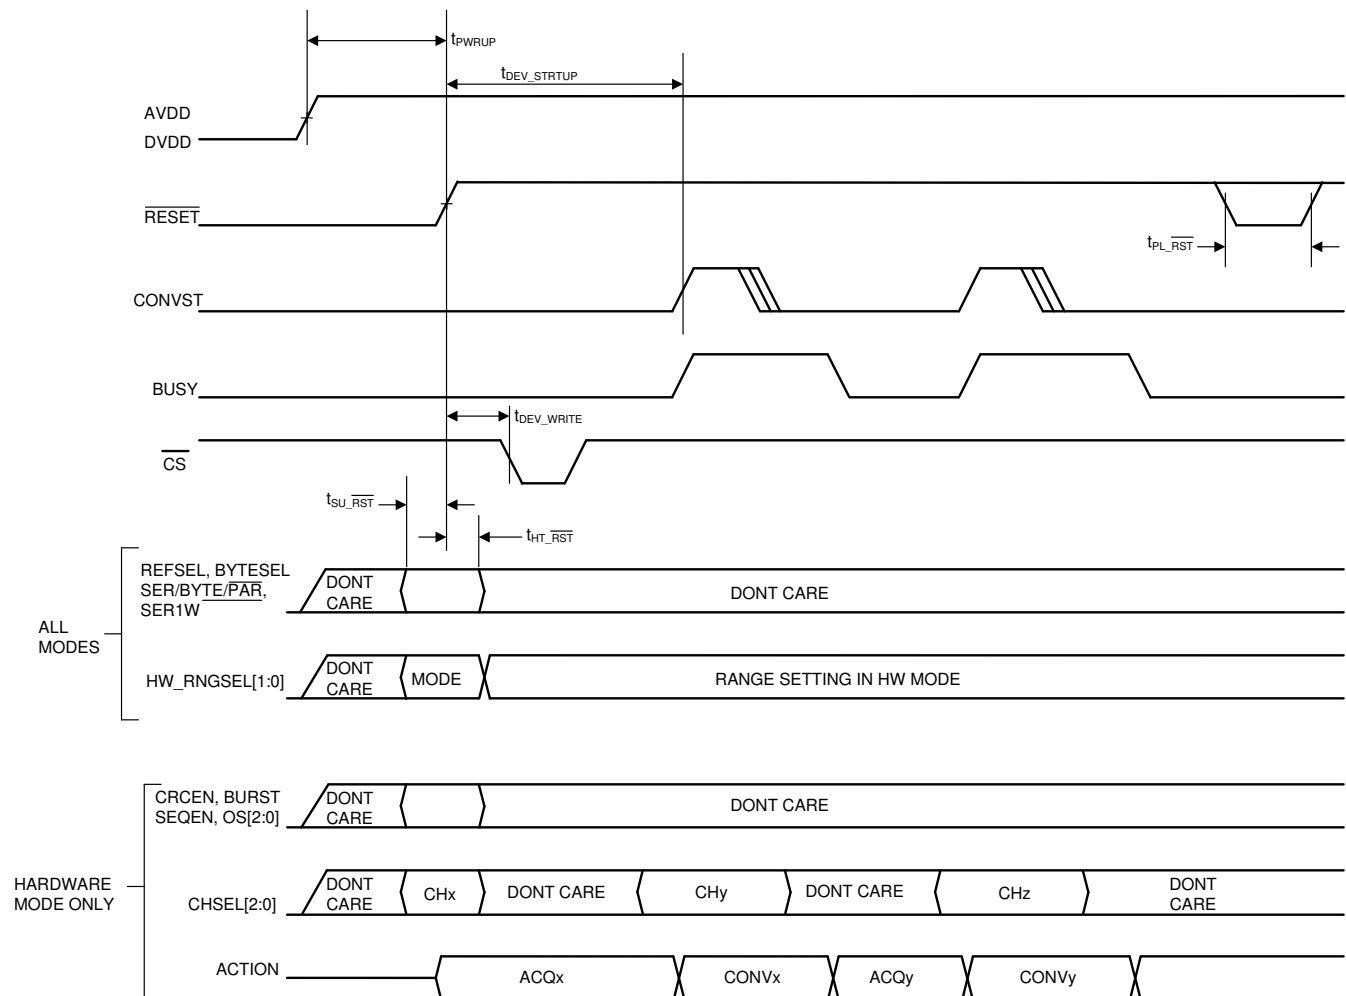 tPWRUP
tDEV_STRTUP
AVDD
DVDD
RESET
tPL_RST
CONVST
BUSY
tDEV_WRITE
CS
tSU_RST
tHT_RST
ALL
MODES
REFSEL, BYTESEL
SER/BYTE/PAR,
SER1W
DONT
CARE
DONT CARE
HW_RNGSEL[1:0]
DONT
CARE
MODE
RANGE SETTING IN HW MODE
HARDWARE
MODE ONLY
CRCEN, BURST
SEQEN, OS[2:0]
DONT
CARE
DONT CARE
CHSEL[2:0]
DONT
CARE
CHx
DONT CARE
CHy
DONT CARE
CHz
DONT
CARE
ACTION
ACQx
CONVx
ACQy
CONVy